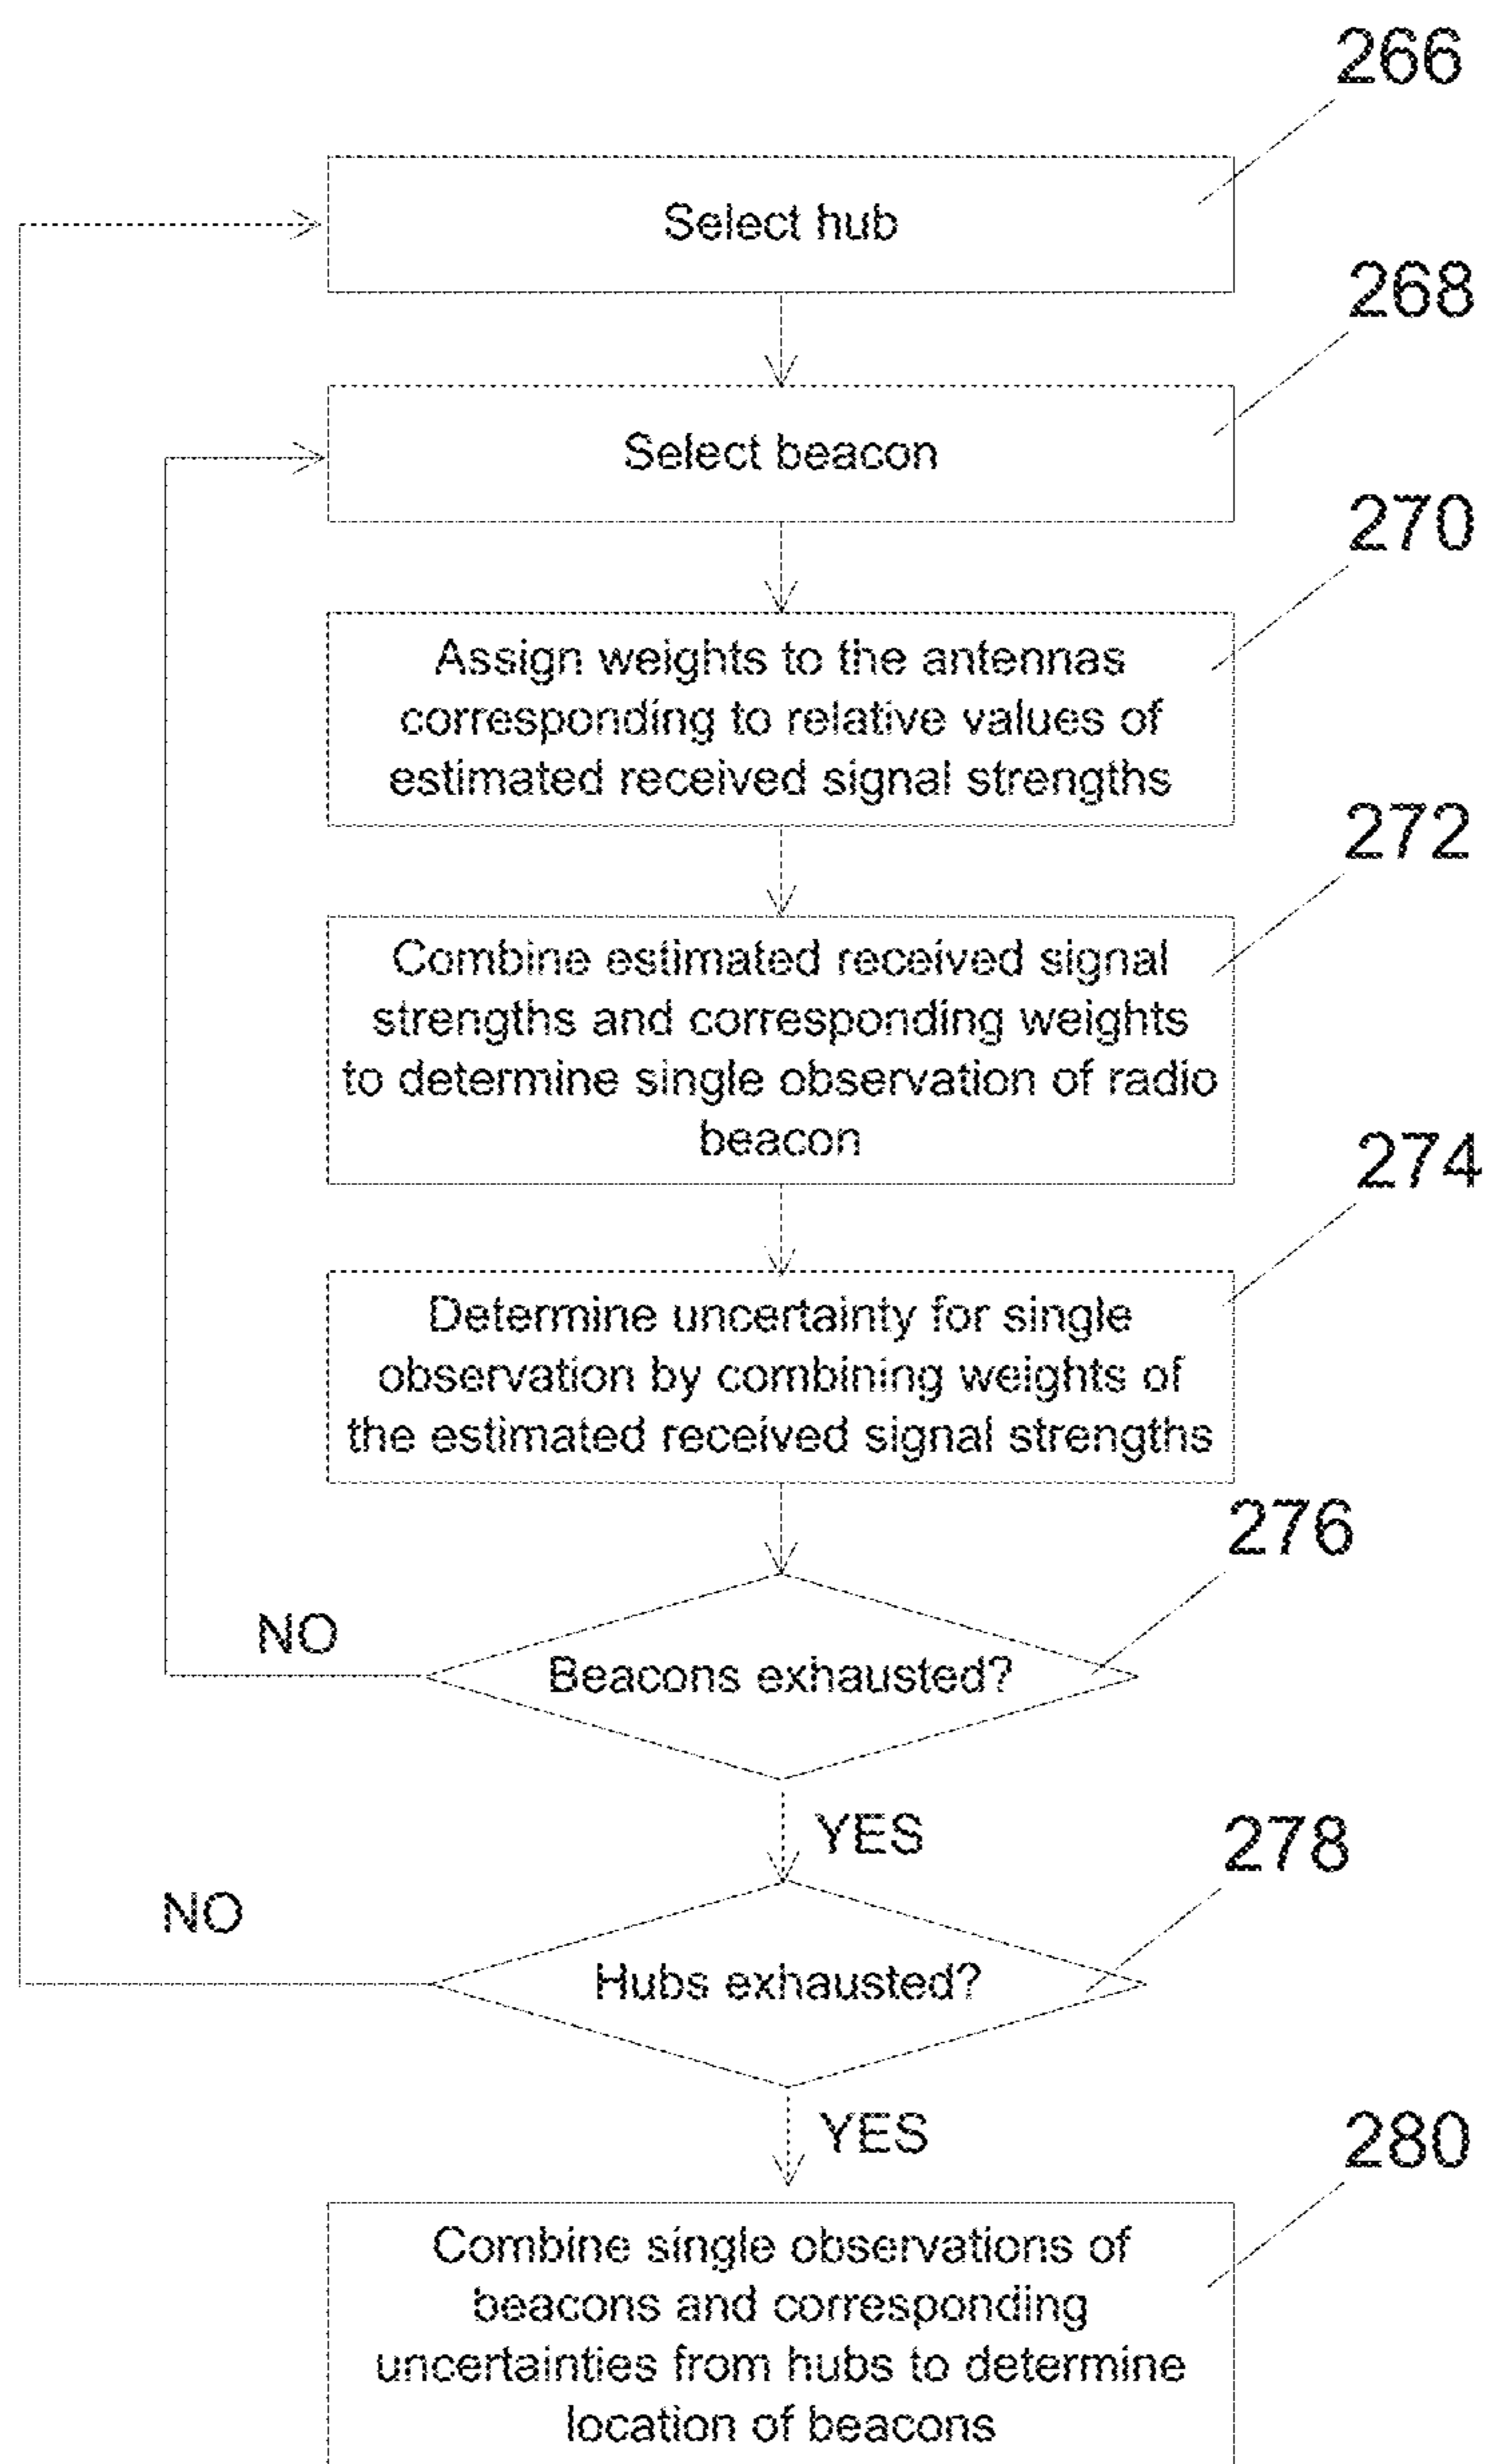 266
Select hub
268
Select beacon
270
Assign weights to the antennas
corresponding to relative values of
estimated received signal strengths
272
Combine estimated received signal
strengths and corresponding weights
to determine single observation of radio
beacon
274
Determine uncertainty for single
observation by combining weights of
the estimated received signal strengths
276
NO
Beacons exhausted?
YES
278
NO
Hubs exhausted?
YES
280
Combine single observations of
beacons and corresponding
uncertainties from hubs to determine
location of beacons